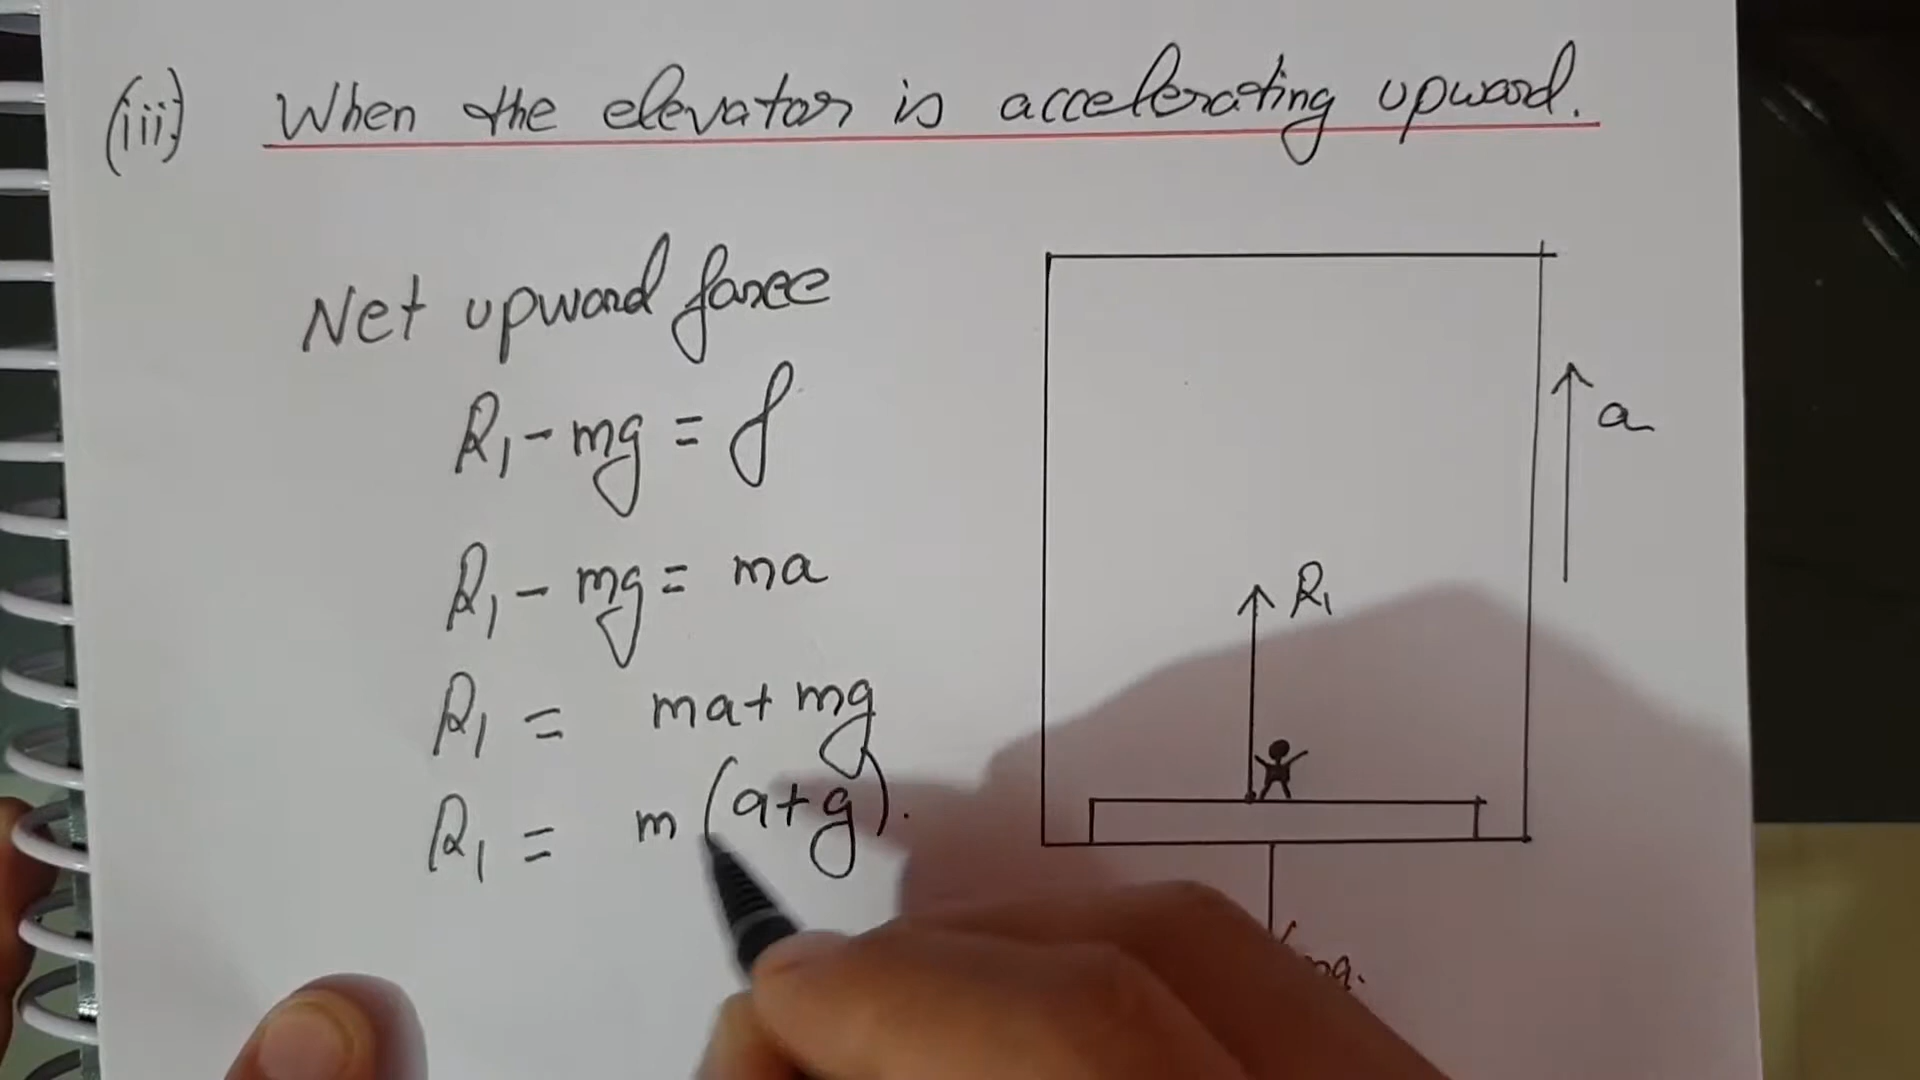 (iii) When the elevator is accelerating upward.
Net upward force
R₁ - mg = f
R₁ - mg = ma
R₁ = ma + mg
R₁ = m (a+g).
a
R₁